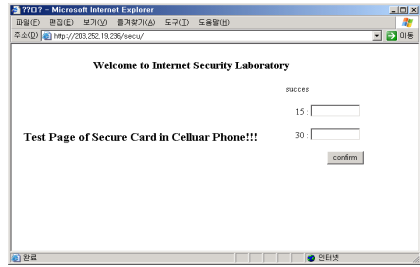 ??□? - Microsoft Internet Explorer
파일(F) 편집(E) 보기(V) 즐겨찾기(A) 도구(T) 도움말(H)
주소(D) http://203,252,19,236/secu/ 이동
Welcome to Internet Security Laboratory
succes
15 :
Test Page of Secure Card in Celluar Phone!!! 30 :
confirm
완료 인터넷